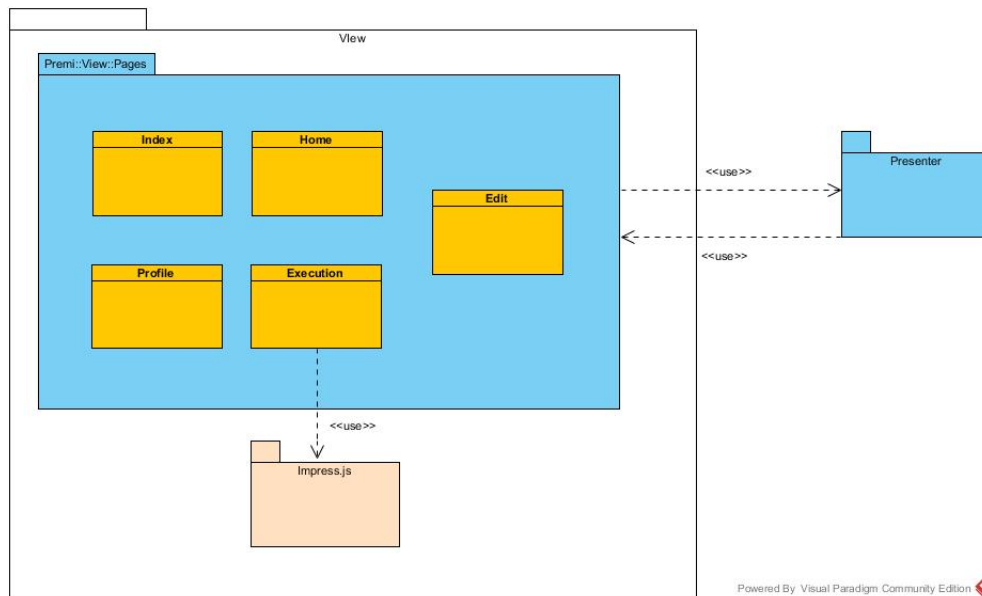 VIew
Premi::View::Pages
Index
Home
Edit
Profile
Execution
<<use>>
Impress.js
<<use>>
Presenter
<<use>>
Powered By Visual Paradigm Community Edition